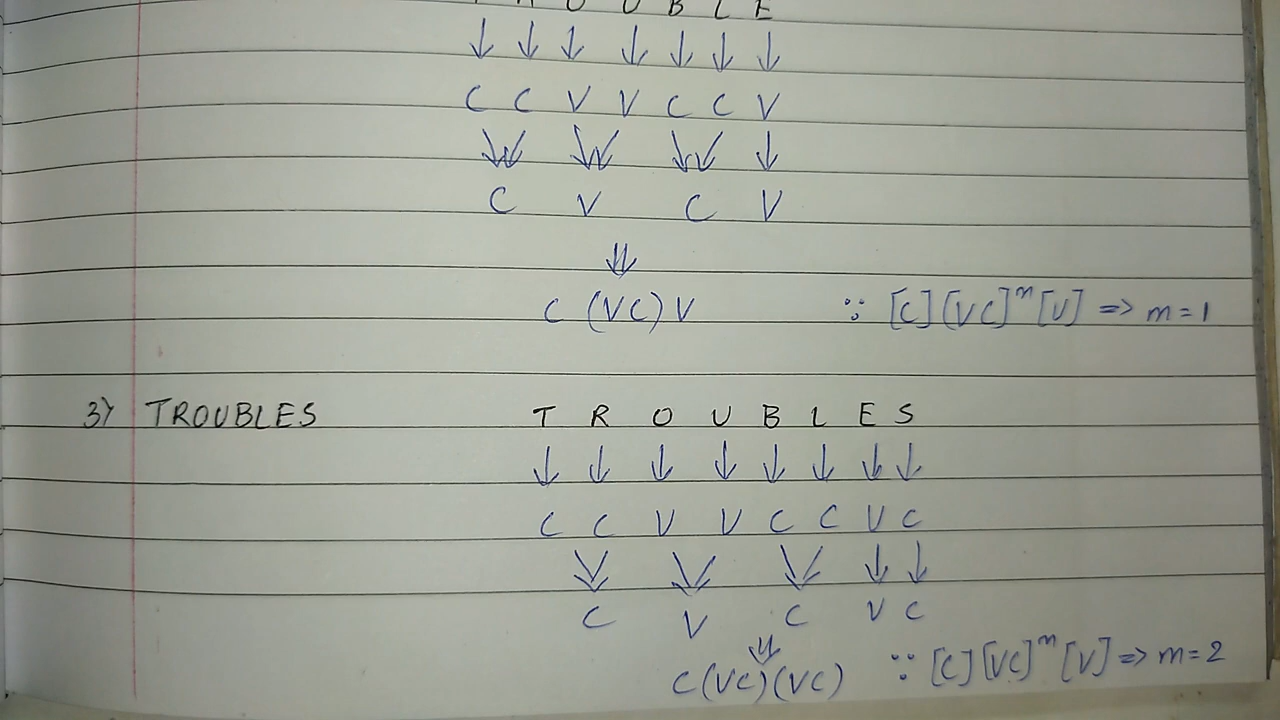 O U B L E
↓ ↓ ↓ ↓ ↓ ↓ ↓
C C V V C C V
C V C V
⇓
C (VC) V ∵ [C] [VC]ᵐ [V] => m = 1
3) TROUBLES T R O U B L E S
↓ ↓ ↓ ↓ ↓ ↓ ↓ ↓
C C V V C C V C
C V C V C
⇓
C (VC) (VC) ∵ [C] [VC]ᵐ [V] => m = 2